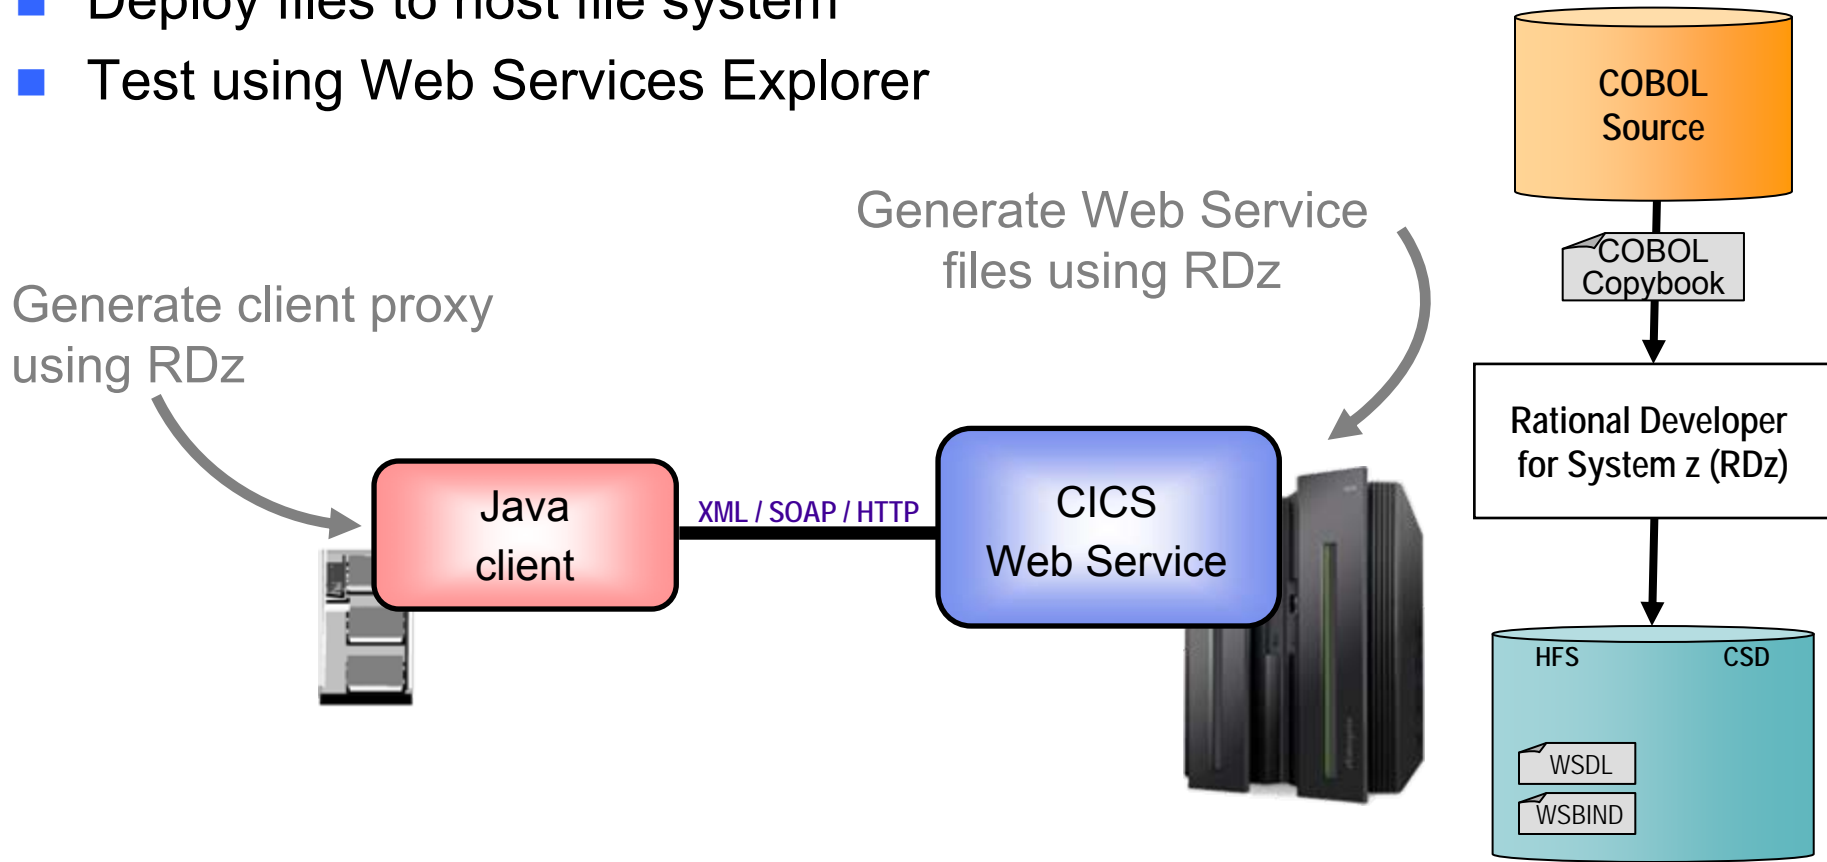 Deploy files to host file system
Test using Web Services Explorer
COBOL
Source
Generate Web Service
files using RDz
COBOL
Copybook
Generate client proxy
using RDz
Rational Developer
for System z (RDz)
Java
client
XML / SOAP / HTTP
CICS
Web Service
HFS
CSD
WSDL
WSBIND